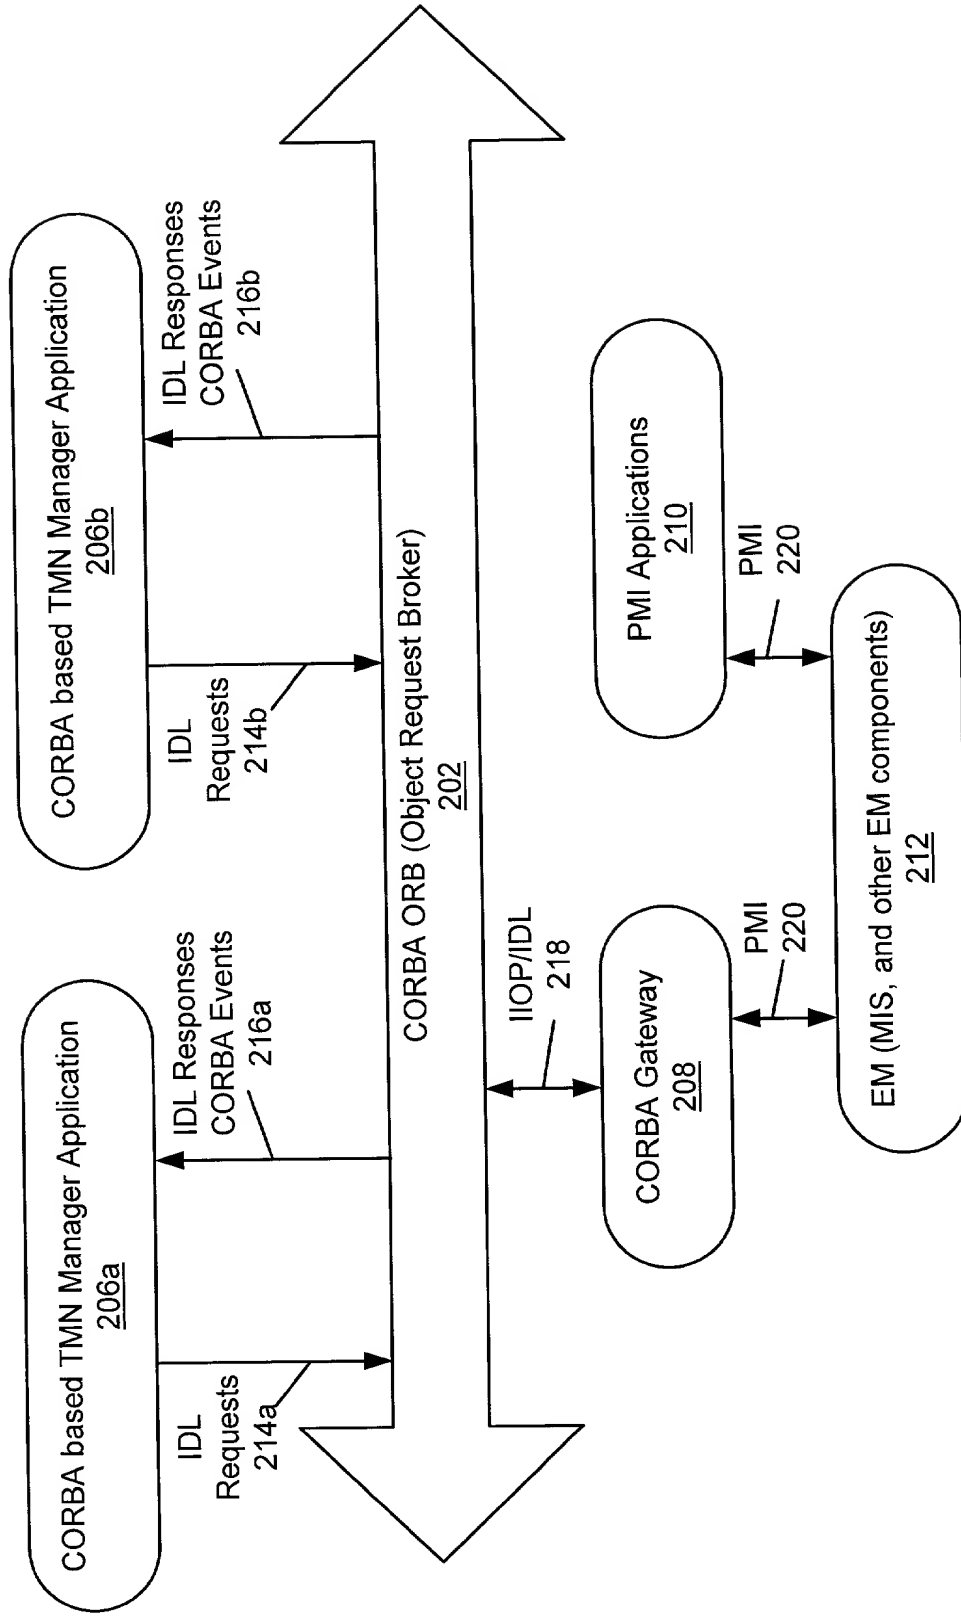 CORBA based TMN Manager Application
206a
CORBA based TMN Manager Application
206b
IDL
Requests
214a
IDL Responses
CORBA Events
216a
IDL
Requests
214b
IDL Responses
CORBA Events
216b
CORBA ORB (Object Request Broker)
202
IIOP/IDL
218
CORBA Gateway
208
PMI Applications
210
PMI
220
PMI
220
EM (MIS, and other EM components)
212